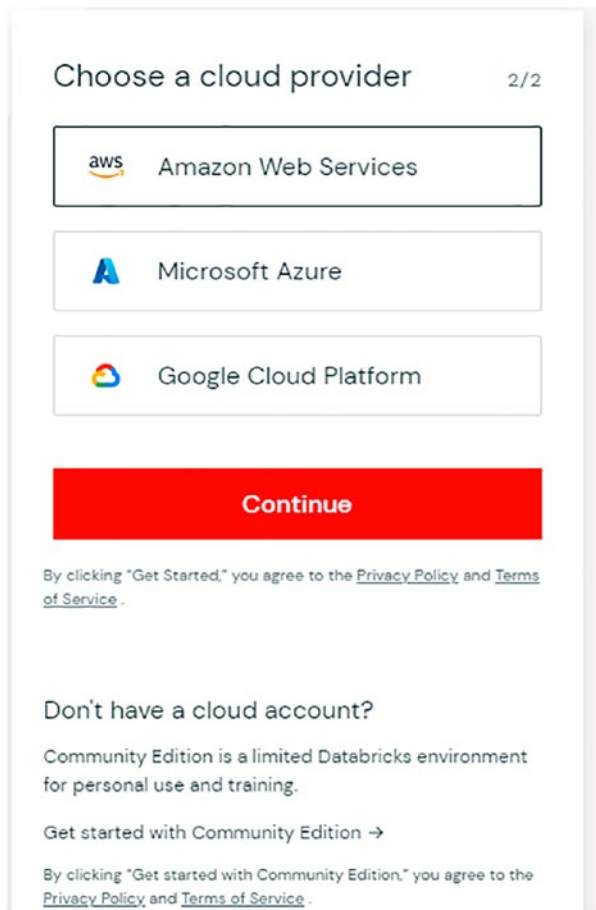 Choose a cloud provider 2/2
aws Amazon Web Services
Microsoft Azure
Google Cloud Platform
Continue
By clicking "Get Started," you agree to the Privacy Policy and Terms
of Service .
Don't have a cloud account?
Community Edition is a limited Databricks environment
for personal use and training.
Get started with Community Edition →
By clicking "Get started with Community Edition," you agree to the
Privacy Policy and Terms of Service .